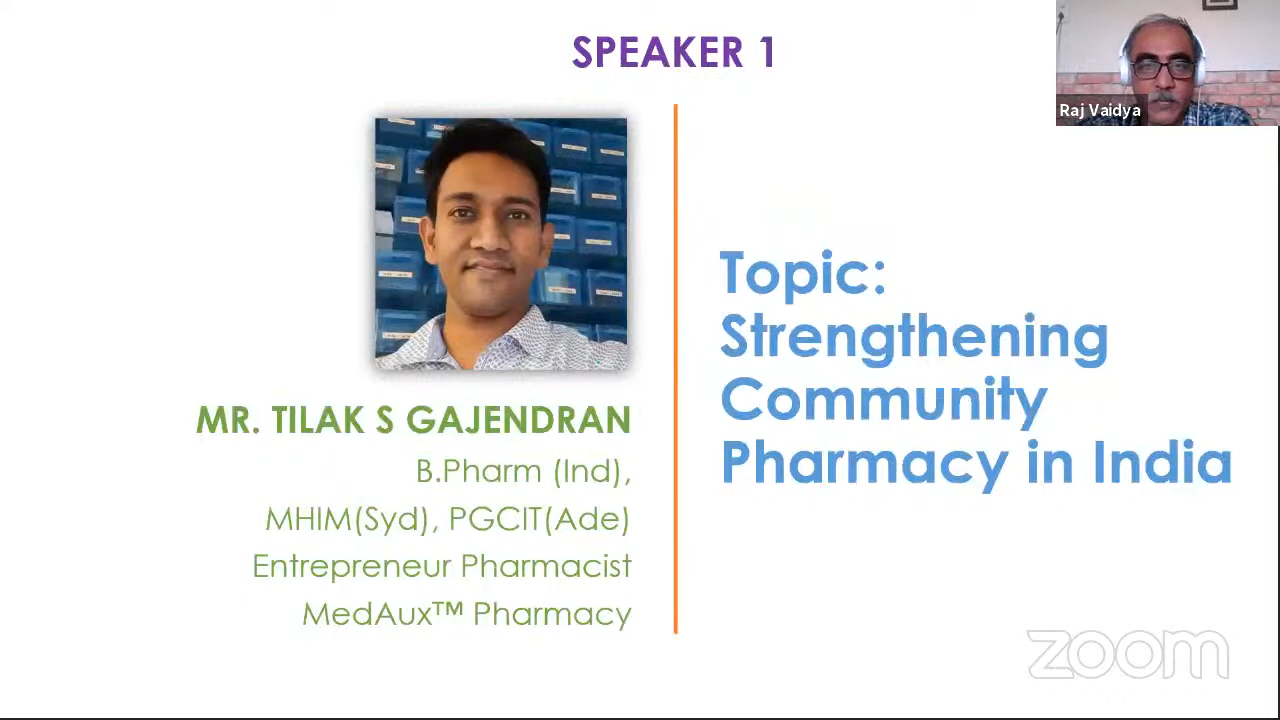 SPEAKER 1
Raj Vaidya
MR. TILAK S GAJENDRAN
B.Pharm (Ind),
MHIM(Syd), PGCIT(Ade)
Entrepreneur Pharmacist
MedAux™ Pharmacy
Topic:
Strengthening
Community
Pharmacy in India
zoom